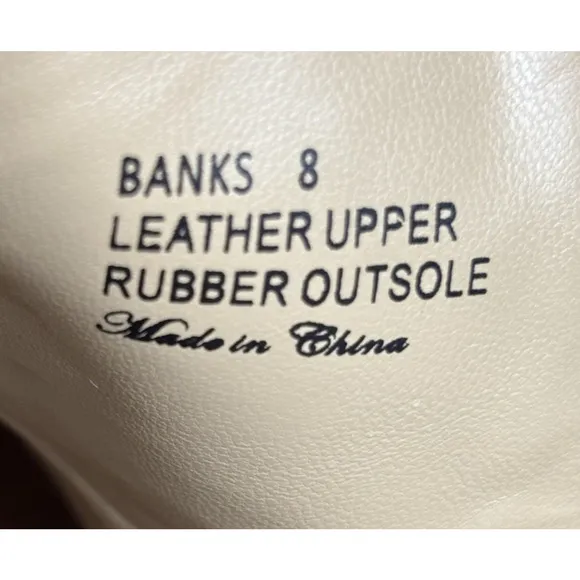 BANKS 8
LEATHER UPPER
RUBBER OUTSOLE
Made in China